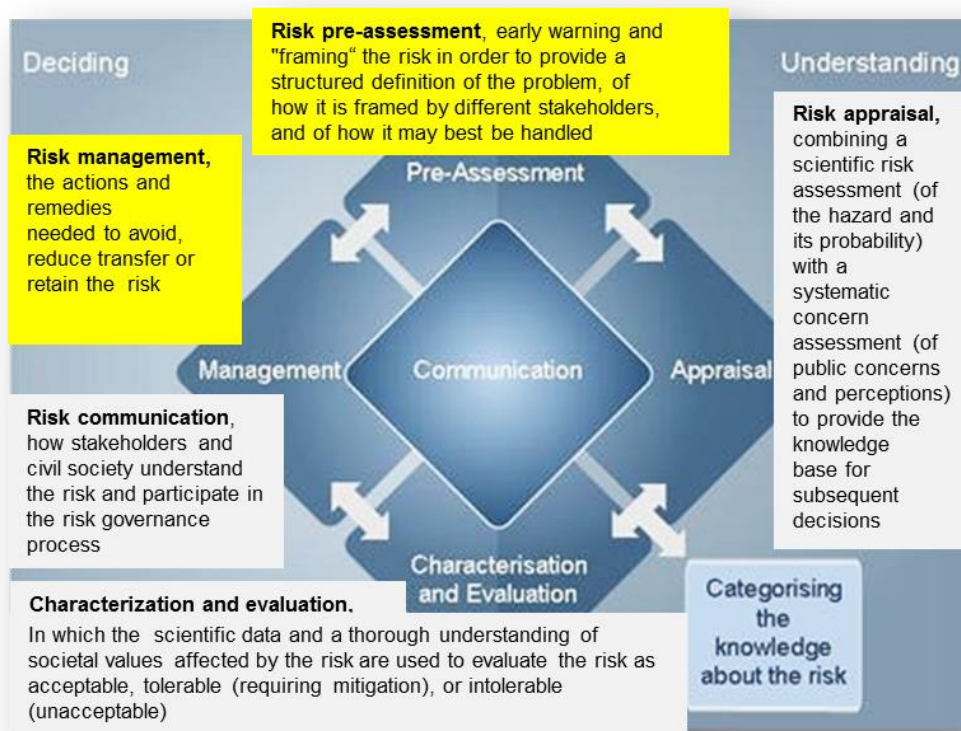 Deciding
Risk pre-assessment, early warning and
"framing“ the risk in order to provide a
structured definition of the problem, of
how it is framed by different stakeholders,
and of how it may best be handled
Understanding
Risk management,
the actions and
remedies
needed to avoid,
reduce transfer or
retain the risk
Pre-Assessment
Risk appraisal,
combining a
scientific risk
assessment (of
the hazard and
its probability)
with a
systematic
concern
assessment (of
public concerns
and perceptions)
to provide the
knowledge
base for
subsequent
decisions
Management
Communication
Appraisal
Risk communication,
how stakeholders and
civil society understand
the risk and participate in
the risk governance
process
Characterisation
and Evaluation
Categorising
the
knowledge
about the risk
Characterization and evaluation.
In which the scientific data and a thorough understanding of
societal values affected by the risk are used to evaluate the risk as
acceptable, tolerable (requiring mitigation), or intolerable
(unacceptable)